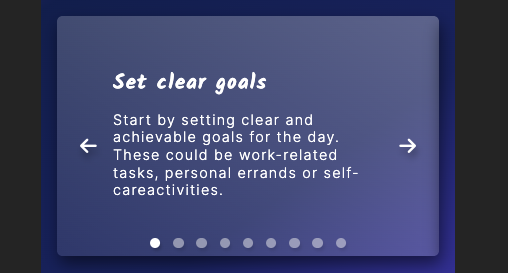 Set clear goals
Start by setting clear and
achievable goals for the day.
These could be work-related
tasks, personal errands or self-
careactivities.